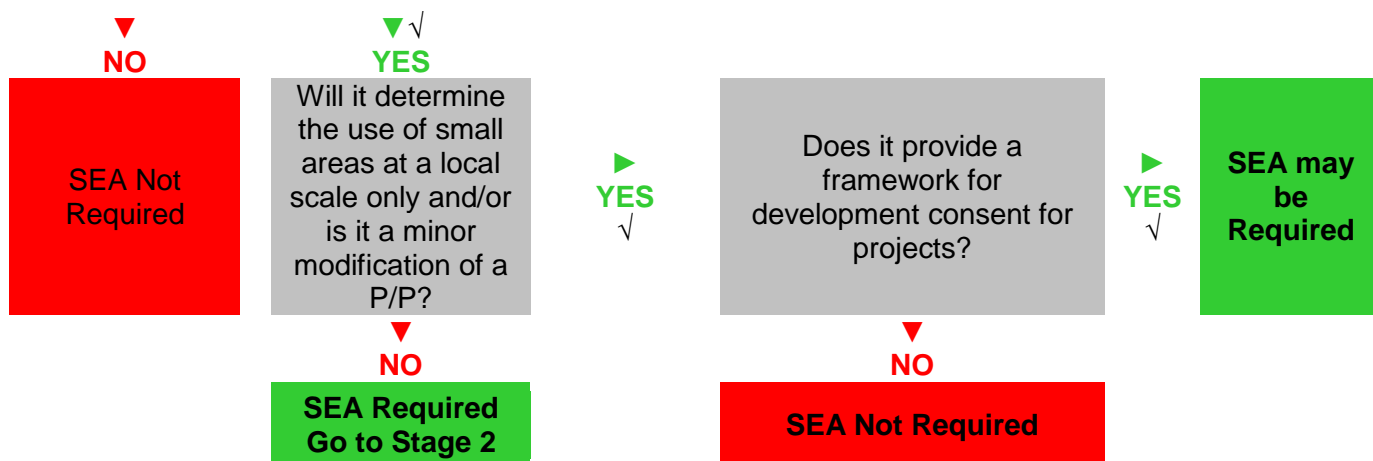 ▼
NO
▼ √
YES
SEA Not
Required
Will it determine
the use of small
areas at a local
scale only and/or
is it a minor
modification of a
P/P?
►
YES
√
Does it provide a
framework for
development consent for
projects?
►
YES
√
SEA may
be
Required
▼
NO
▼
NO
SEA Required
Go to Stage 2
SEA Not Required